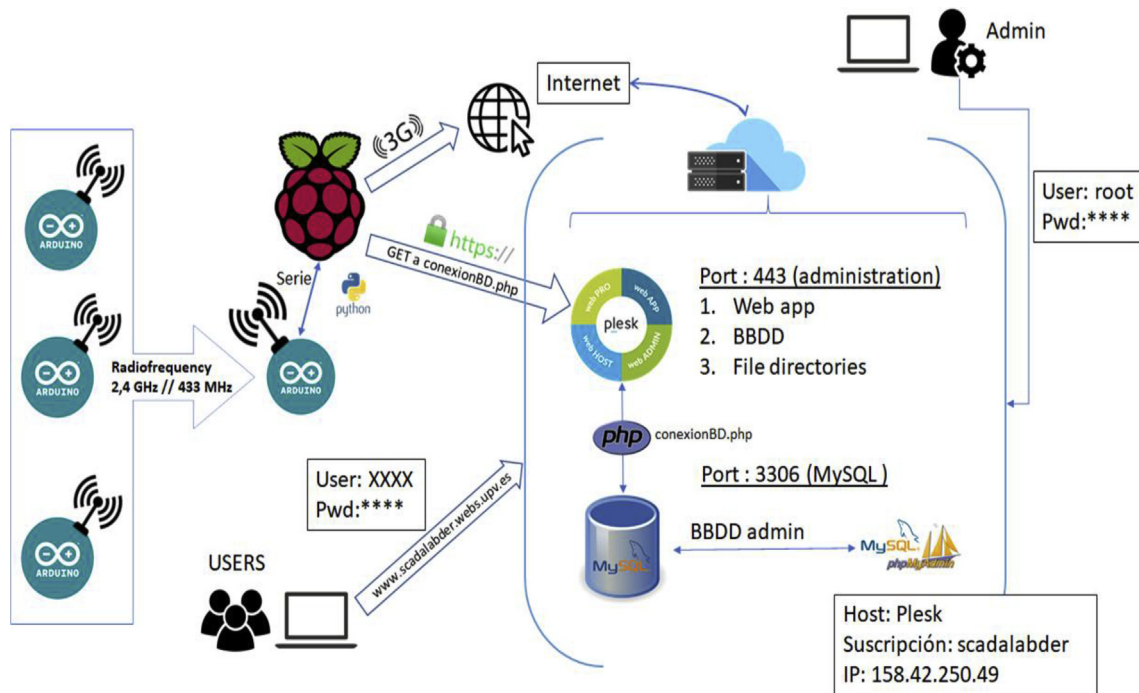 Admin
Internet
((3G))
User: root
Pwd:****
https://
GET a conexionBD.php
ARDUINO
Serie
python
web PRO
web APP
plesk
web HOST
web ADMIN
Port : 443 (administration)
1. Web app
2. BBDD
3. File directories
ARDUINO
Radiofrequency
2,4 GHz // 433 MHz
ARDUINO
php
conexionBD.php
Port : 3306 (MySQL )
User: XXXX
Pwd:****
www.scadalabder.webs.upv.es
ARDUINO
USERS
MySQL
BBDD admin
MySQL
phpMyAdmin
Host: Plesk
Suscripción: scadalabder
IP: 158.42.250.49